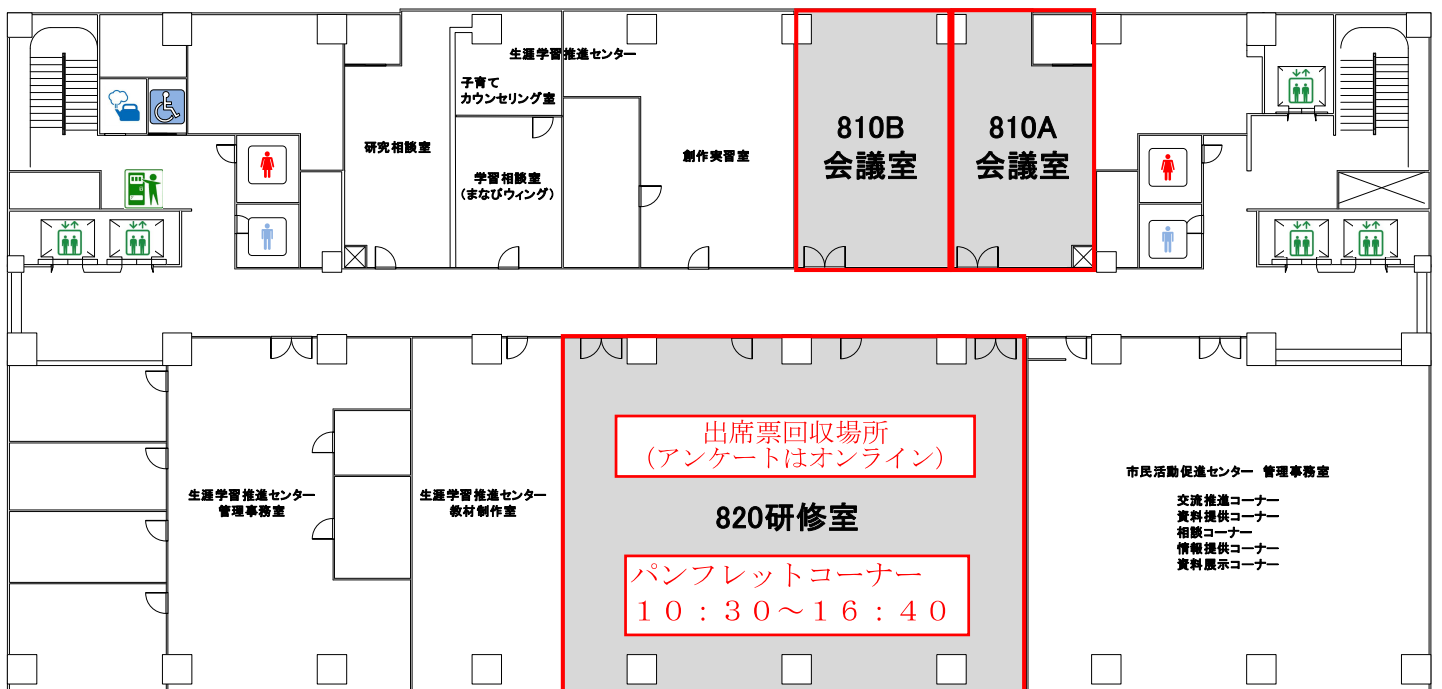 生涯学習推進センター
子育て
カウンセリング室
研究相談室
学習相談室
(まなびウィング)
創作実習室
810B
会議室
810A
会議室
出席票回収場所
(アンケートはオンライン)
820研修室
パンフレットコーナー
10：30～16：40
生涯学習推進センター
管理事務室
生涯学習推進センター
教材制作室
市民活動促進センター 管理事務室
交流推進コーナー
資料提供コーナー
相談コーナー
情報提供コーナー
資料展示コーナー